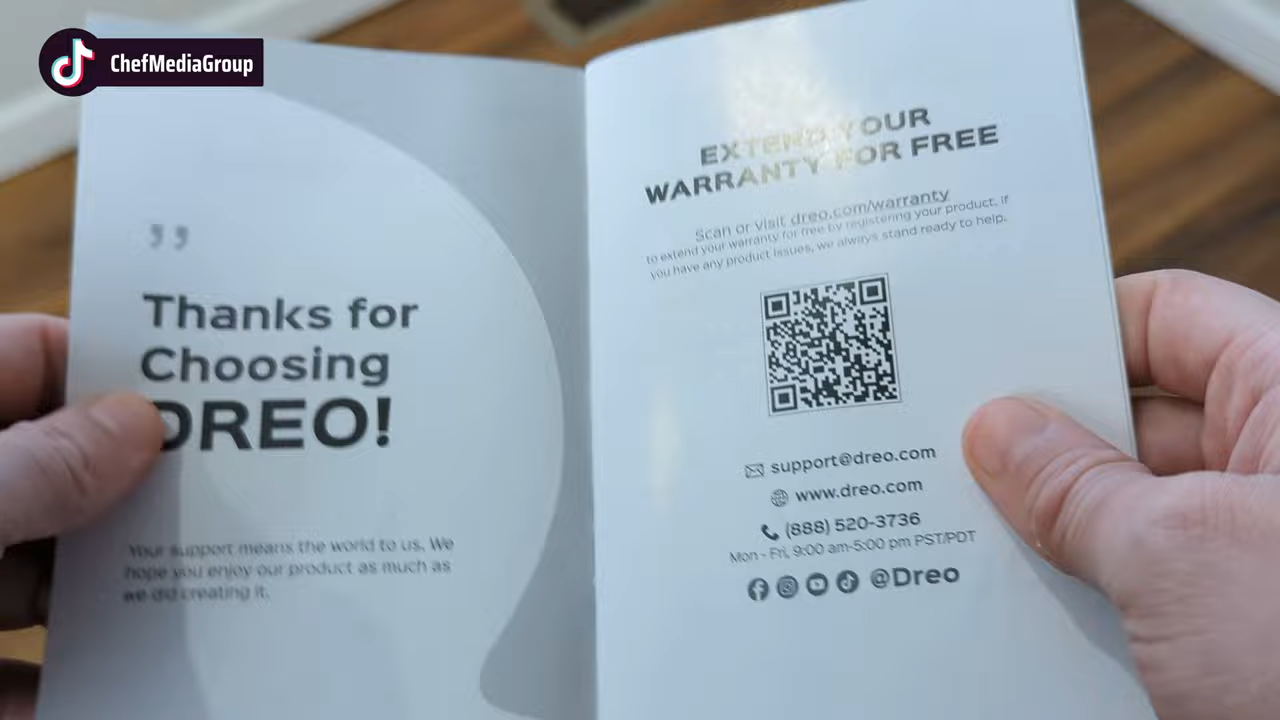 ChefMediaGroup
Thanks for
Choosing
DREO!
Your support means the world to us. We
hope you enjoy our product as much as
we did creating it.
EXTEND YOUR
WARRANTY FOR FREE
Scan or visit dreo.com/warranty
to extend your warranty for free by registering your product. If
you have any product issues, we always stand ready to help.
support@dreo.com
www.dreo.com
(888) 520-3736
Mon - Fri, 9:00 am-5:00 pm PST/PDT
@Dreo